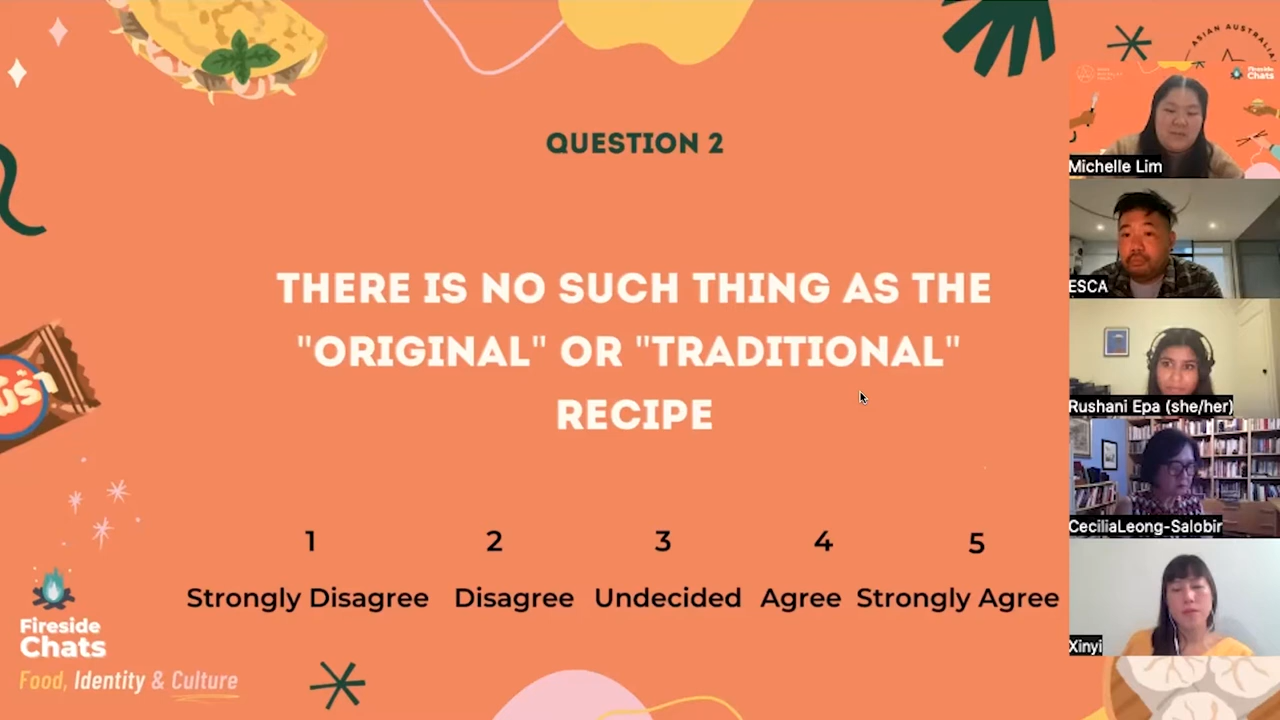 QUESTION 2
THERE IS NO SUCH THING AS THE
"ORIGINAL" OR "TRADITIONAL"
RECIPE
1 2 3 4 5
Strongly Disagree Disagree Undecided Agree Strongly Agree
Fireside
Chats
Food, Identity & Culture
ASIAN AUSTRALIA
Fireside
Chats
Michelle Lim
ESCA
Rushani Epa (she/her)
CeciliaLeong-Salobir
Xinyi